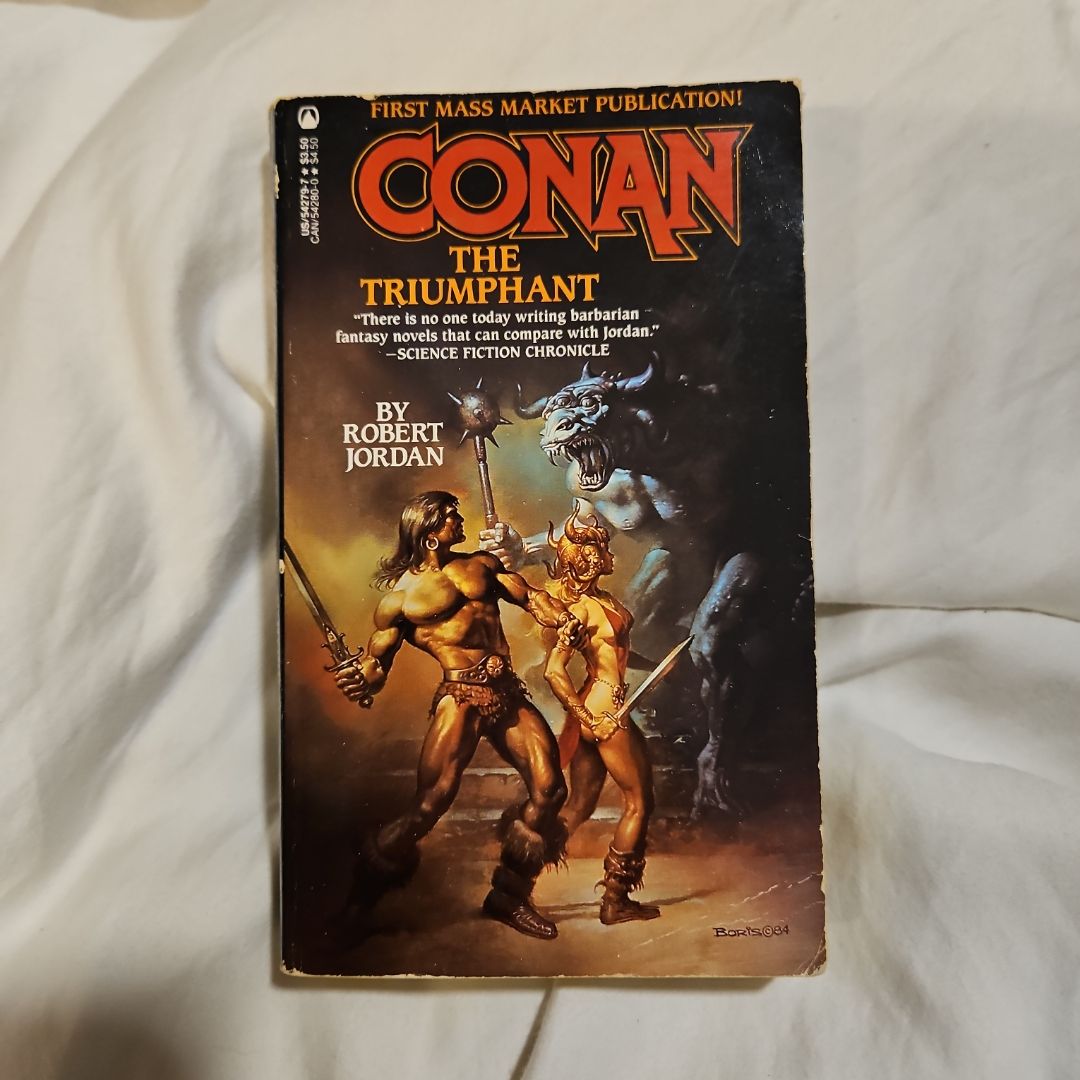 FIRST MASS MARKET PUBLICATION!
US/54279-7 ★ $3.50
CAN/54280-0 ★ $4.50
CONAN
THE
TRIUMPHANT
“There is no one today writing barbarian
fantasy novels that can compare with Jordan.”
—SCIENCE FICTION CHRONICLE
BY
ROBERT
JORDAN
BORIS©84